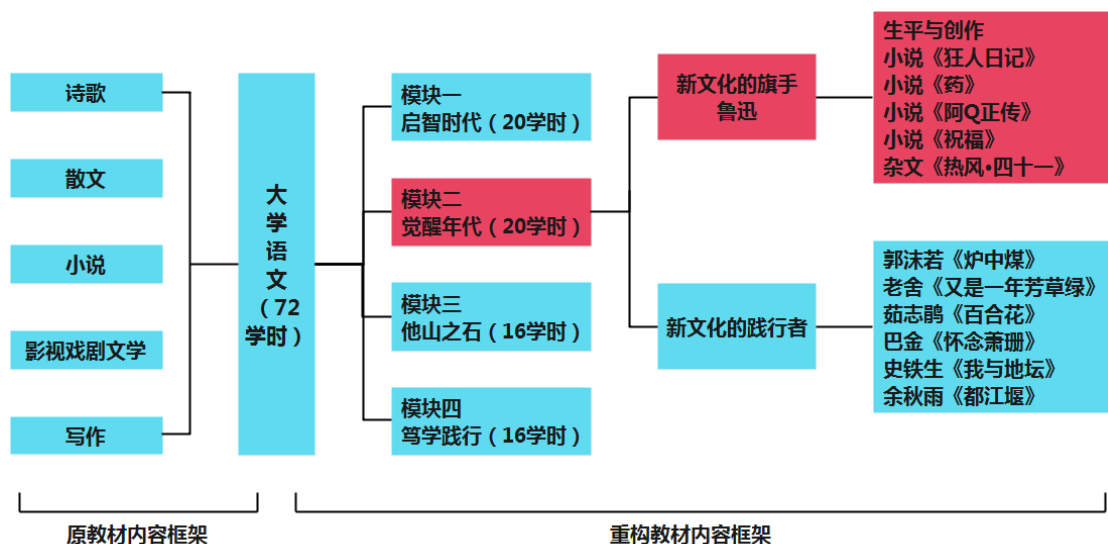 诗歌
散文
小说
影视戏剧文学
写作
大
学
语
文
（72
学时）
模块一
启智时代（20学时）
模块二
觉醒年代（20学时）
模块三
他山之石（16学时）
模块四
笃学践行（16学时）
新文化的旗手
鲁迅
新文化的践行者
生平与创作
小说《狂人日记》
小说《药》
小说《阿Q正传》
小说《祝福》
杂文《热风·四十一》
郭沫若《炉中煤》
老舍《又是一年芳草绿》
茹志鹃《百合花》
巴金《怀念萧珊》
史铁生《我与地坛》
余秋雨《都江堰》
原教材内容框架
重构教材内容框架